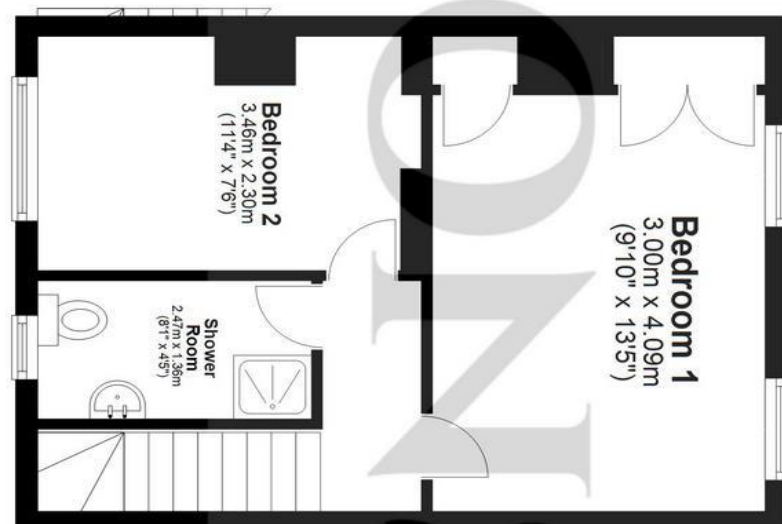 Bedroom 2
3.46m x 2.30m
(11'4" x 7'6")
Bedroom 1
3.00m x 4.09m
(9'10" x 13'5")
Shower
Room
2.47m x 1.36m
(8'1" x 4'5")
NO